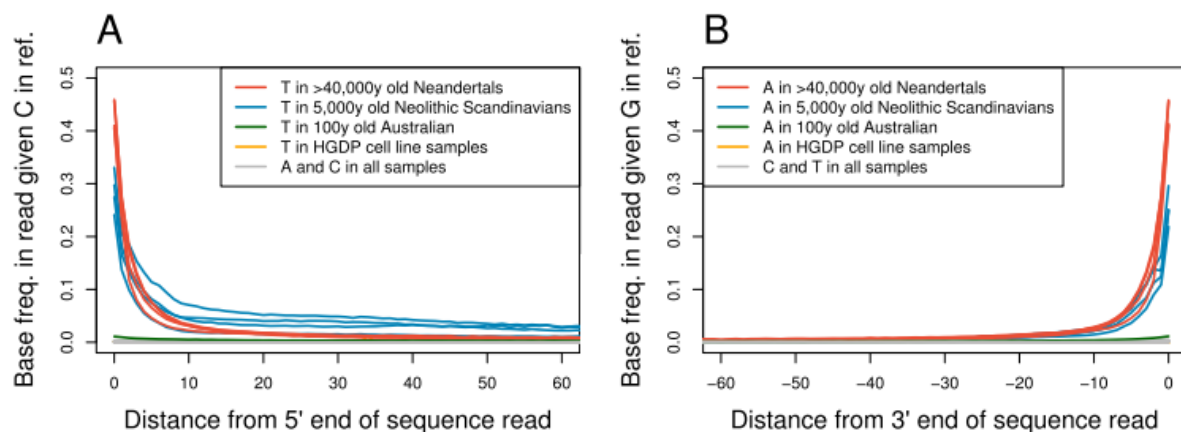 A
Base freq. in read given C in ref.
0.5
0.4
0.3
0.2
0.1
0.0
T in >40,000y old Neandertals
T in 5,000y old Neolithic Scandinavians
T in 100y old Australian
T in HGDP cell line samples
A and C in all samples
0 10 20 30 40 50 60
Distance from 5' end of sequence read
B
Base freq. in read given G in ref.
0.5
0.4
0.3
0.2
0.1
0.0
A in >40,000y old Neandertals
A in 5,000y old Neolithic Scandinavians
A in 100y old Australian
A in HGDP cell line samples
C and T in all samples
−60 −50 −40 −30 −20 −10 0
Distance from 3' end of sequence read